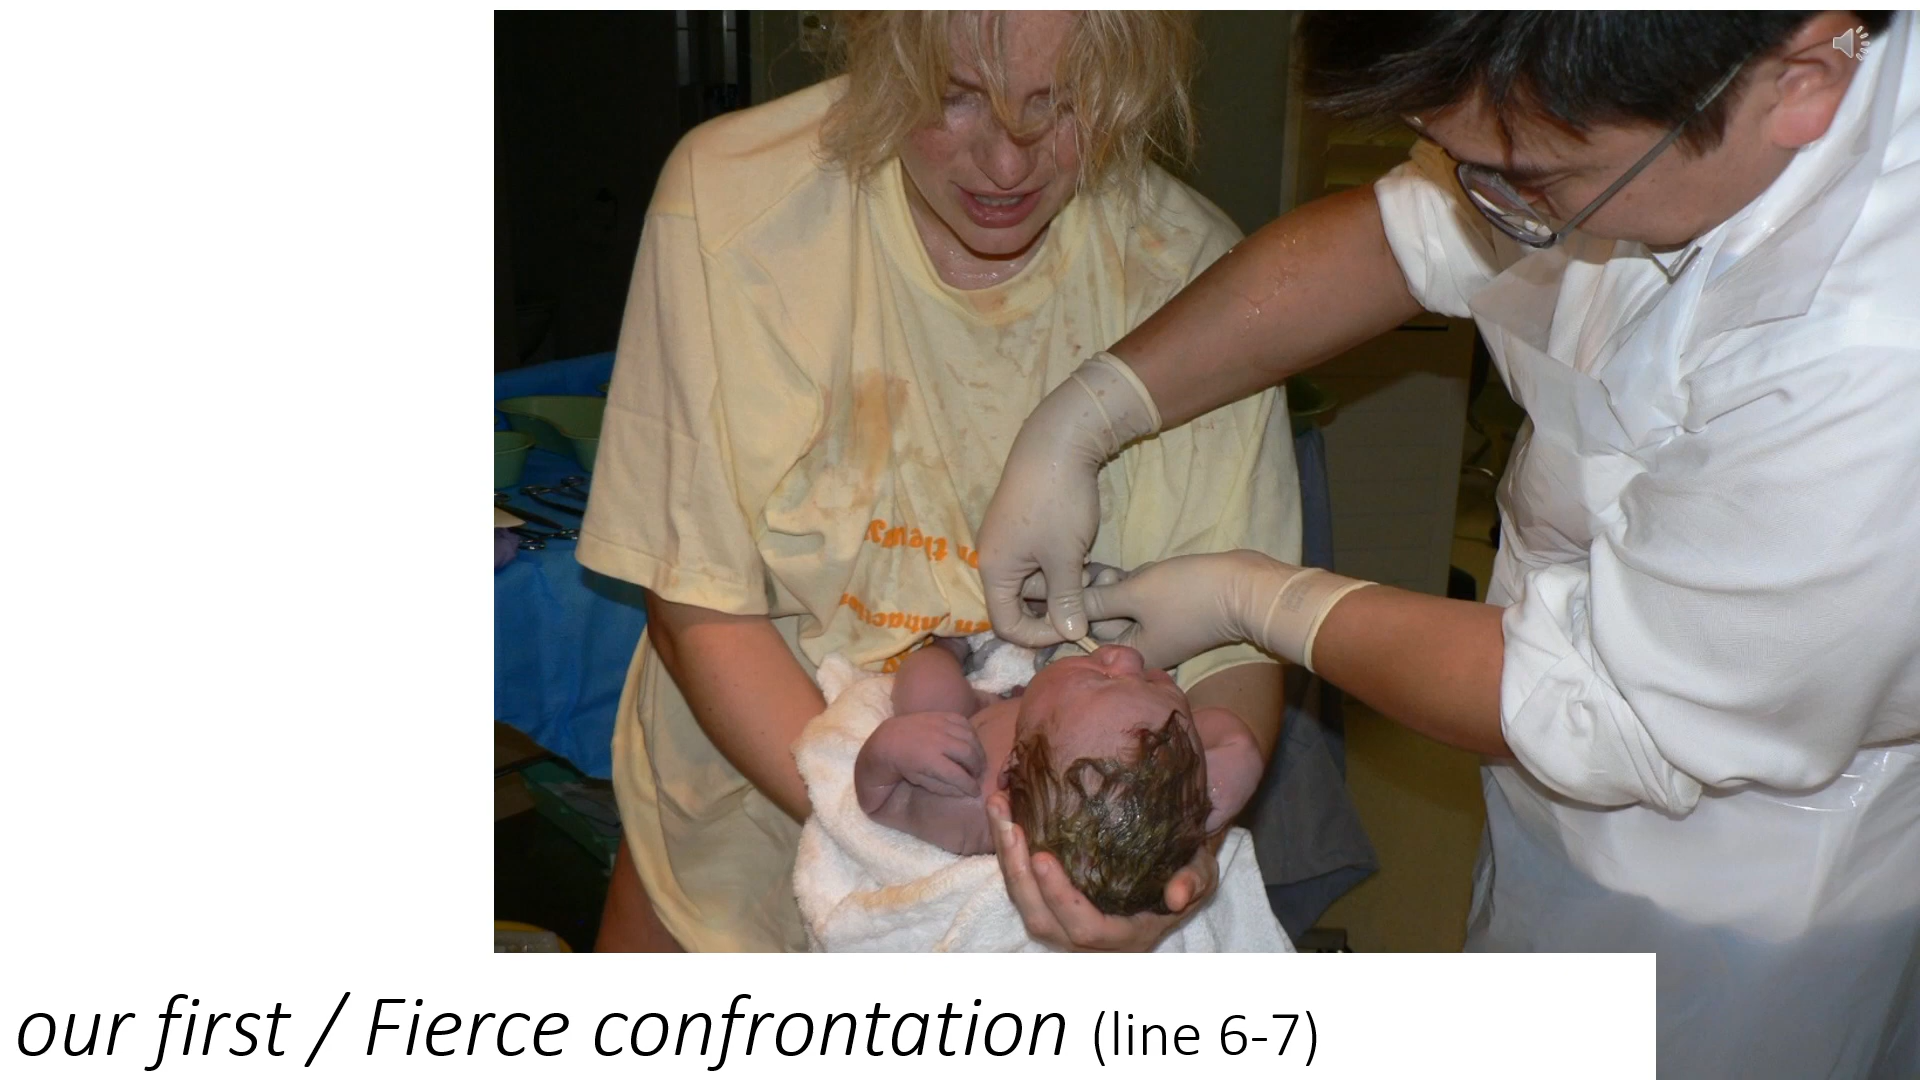 our first / Fierce confrontation (line 6-7)